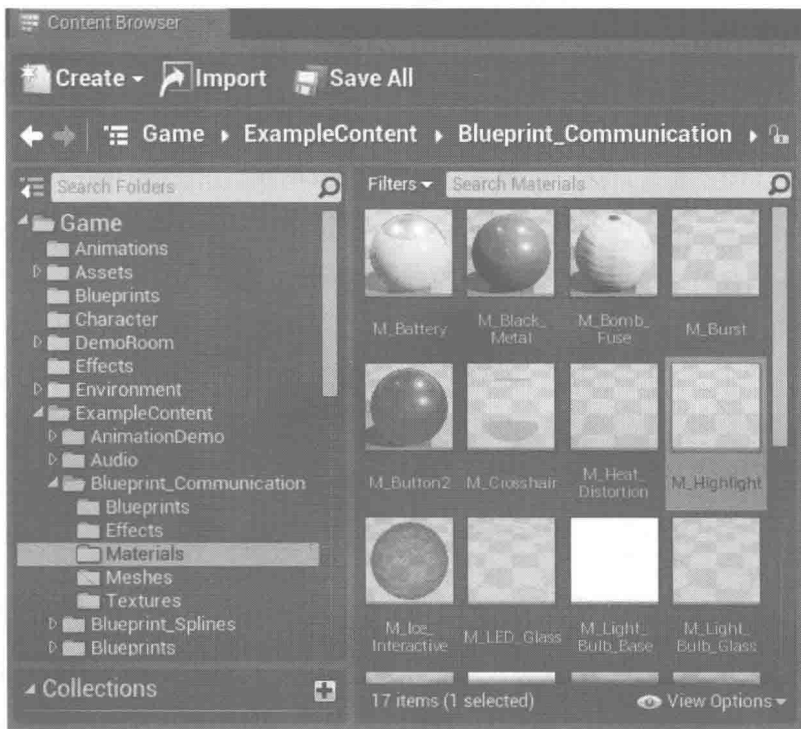 Content Browser
Create Import Save All
Game ExampleContent Blueprint_Communication
Search Folders
Game
Animations
Assets
Blueprints
Character
DemoRoom
Effects
Environment
ExampleContent
AnimationDemo
Audio
Blueprint_Communication
Blueprints
Effects
Materials
Meshes
Textures
Blueprint_Splines
Blueprints
Collections
Filters Search Materials
M_Battery M_Black_ M_Bomb_ M_Burst
Metal Fuse
M_Button2 M_Crosshair M_Heat_ M_Highlight
Distortion
M_Ice_ M_LED_Glass M_Light_ M_Light_
Interactive Bulb_Base Bulb_Glass
17 items (1 selected) View Options